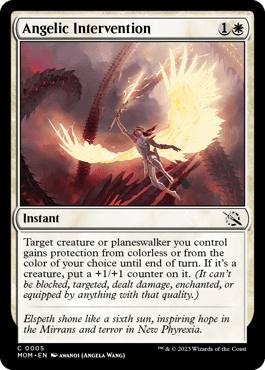 Angelic Intervention 1
Instant
Target creature or planeswalker you control
gains protection from colorless or from the
color of your choice until end of turn. If it's a
creature, put a +1/+1 counter on it. (It can't
be blocked, targeted, dealt damage, enchanted, or
equipped by anything with that quality.)
Elspeth shone like a sixth sun, inspiring hope in
the Mirrans and terror in New Phyrexia.
C 0005
MOM • EN AWANQI (ANGELA WANG) ™ & © 2023 Wizards of the Coast